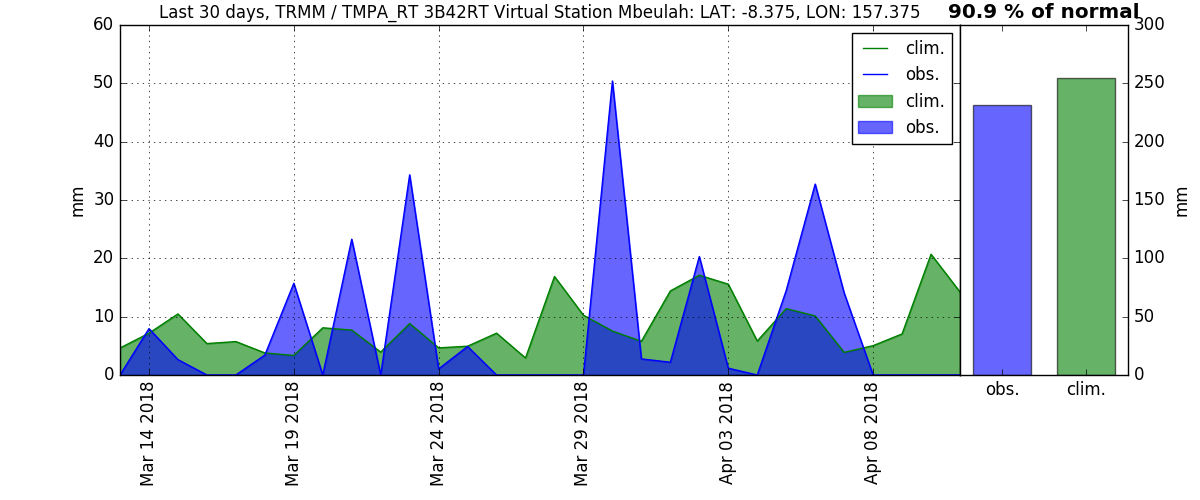 Last 30 days, TRMM / TMPA_RT 3B42RT Virtual Station Mbeulah: LAT: -8.375, LON: 157.375
90.9 % of normal
60
50
40
30
20
10
0
mm
clim.
obs.
clim.
obs.
300
250
200
150
100
50
0
mm
Mar 14 2018
Mar 19 2018
Mar 24 2018
Mar 29 2018
Apr 03 2018
Apr 08 2018
obs.
clim.